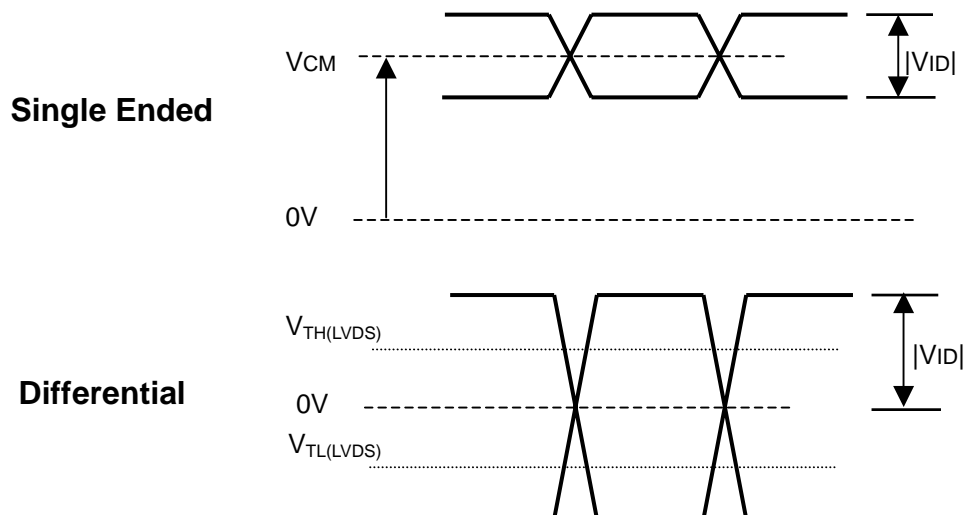 VCM
|VID|
Single Ended
0V
VTH(LVDS)
|VID|
Differential
0V
VTL(LVDS)